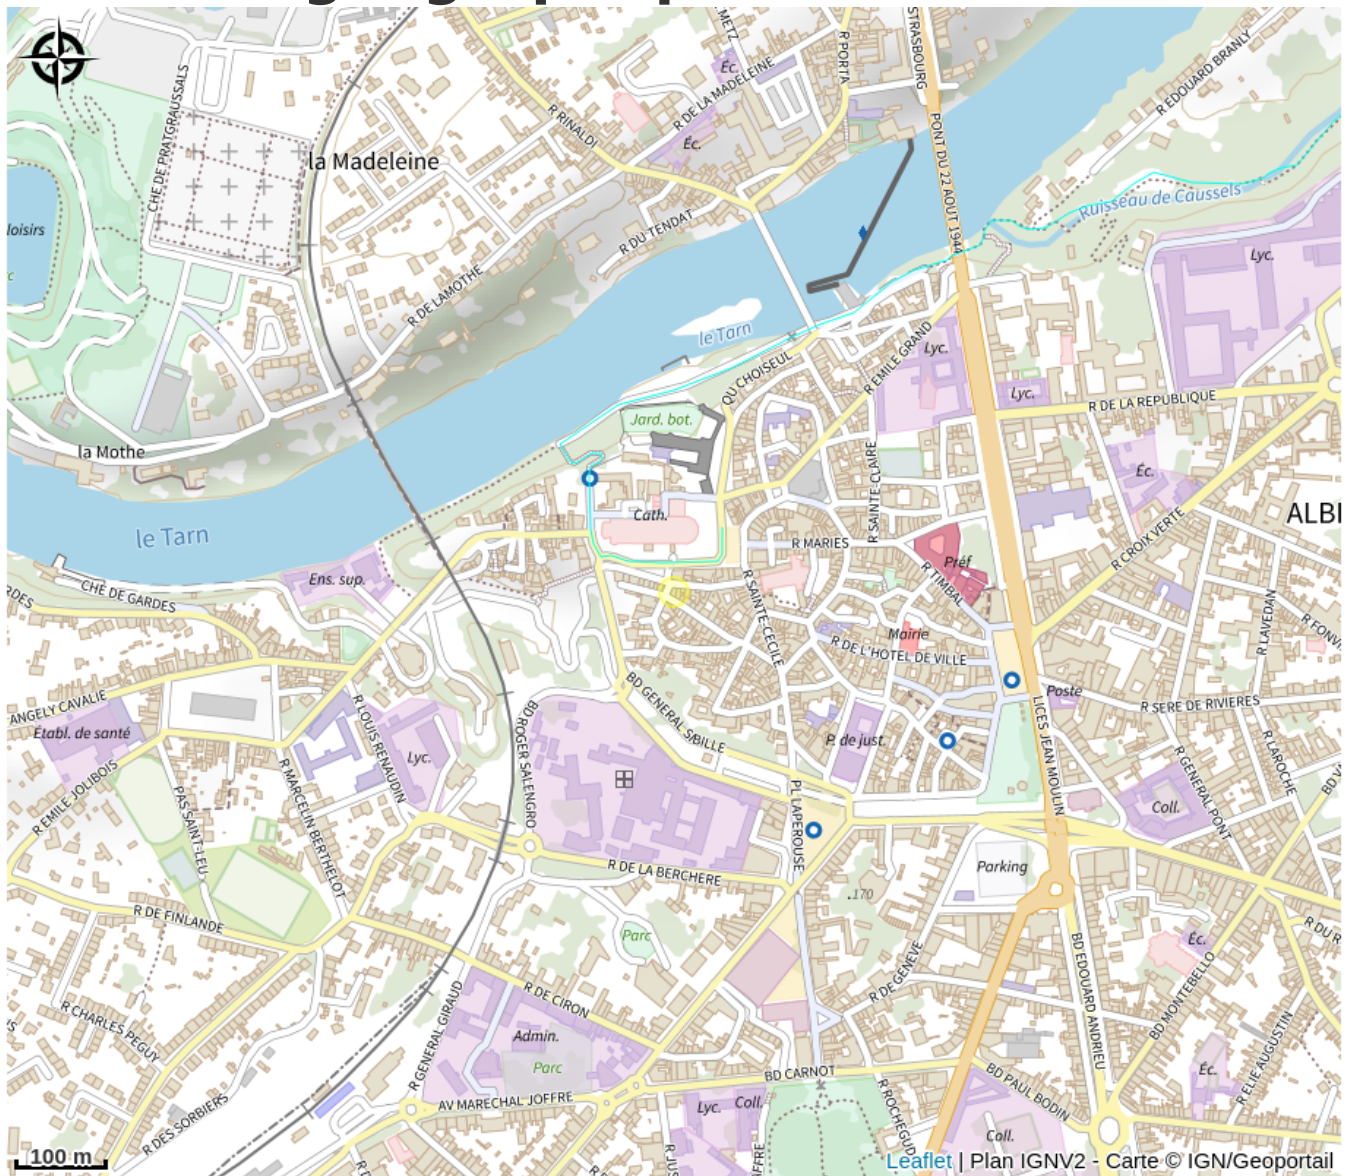 METZ
STRASBOURG
R PORTA
Éc.
R DE LA MADELEINE
R EDOUARD BRANLY
R RINALDI
CHE DE PRATGRAUSSALS
Éc.
PONT DU 22 AOUT 1944
la Madeleine
Ruisseau de Caussels
loisirs
R DU TENDAT
Lyc.
R DE LAMOTHE
le Tarn
R EMILE GRAND
Lyc.
QU CHOISEUL
Lyc.
R DE LA REPUBLIQUE
Jard. bot.
la Mothe
R SAINTE-CLAIRE
Éc.
Cath.
ALBI
le Tarn
R MARIES
R CROIX VERTE
Préf
R TIMBAL
Ens. sup.
CHE DE GARDES
RDES
R SAINTE-CECILE
R LAVEDAN
Mairie
R DE L'HOTEL DE VILLE
BD GENERAL SIBILLE
Poste
ANGELY CAVALIE
R SERE DE RIVIERES
Etabl. de santé
R LOUIS RENAUDIN
BD ROGER SALENGRO
P. de just.
LICES JEAN MOULIN
R LAROCHE
Lyc.
R GENERAL PONT
R EMILE JOLIBOIS
PAS SAINT-LEU
R MARCELIN BERTHELOT
PL LAPEROUSE
Coll.
R DE LA BERCHERE
Parking
.170
R DE FINLANDE
Parc
Éc.
R DU R
R DE GENEVE
BD EDOUARD ANDRIEU
BD MONTEBELLO
R CHARLES PEGUY
R DE CIRON
R GENERAL GIRAUD
Admin.
Parc
R ELIE AUGUSTIN
Éc.
BD CARNOT
BD PAUL BODIN
AV MARECHAL JOFFRE
R DES SORBIERS
Lyc.
Coll.
R ROCHEGUD
Coll.
R JUS
FFRE
100 m
Leaflet | Plan IGNV2 - Carte © IGN/Geoportail